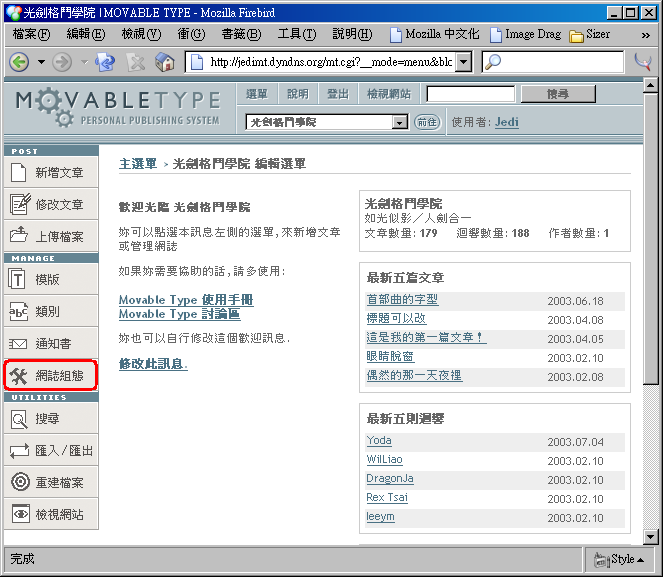 光劍格鬥學院 | MOVABLE TYPE - Mozilla Firebird
檔案(F) 編輯(E) 檢視(V) 衝(G) 書籤(B) 工具(T) 說明(H) Mozilla 中文化 Image Drag Sizer »
http://jedimt.dyndns.org/mt.cgi?__mode=menu&blo
MOVABLETYPE
PERSONAL PUBLISHING SYSTEM
選單 說明 登出 檢視網站 搜尋
光劍格鬥學院 前往 使用者: Jedi
POST
新增文章
修改文章
上傳檔案
MANAGE
模版
類別
通知書
網誌組態
UTILITIES
搜尋
匯入/匯出
重建檔案
檢視網站
主選單 > 光劍格鬥學院 編輯選單
歡迎光臨 光劍格鬥學院
妳可以點選本訊息左側的選單,來新增文章
或管理網誌
如果妳需要協助的話,請多使用:
Movable Type 使用手冊
Movable Type 討論區
妳也可以自行修改這個歡迎訊息.
修改此訊息.
光劍格鬥學院
如光似影／人劍合一
文章數量: 179 迴響數量: 188 作者數量: 1
最新五篇文章
首部曲的字型 2003.06.18
標題可以改 2003.04.08
這是我的第一篇文章！ 2003.04.05
眼睛脫窗 2003.02.10
偶然的那一天夜裡 2003.02.08
最新五則迴響
Yoda 2003.07.04
WilLiao 2003.02.10
DragonJa 2003.02.10
Rex Tsai 2003.02.10
leeym 2003.02.10
完成 Style